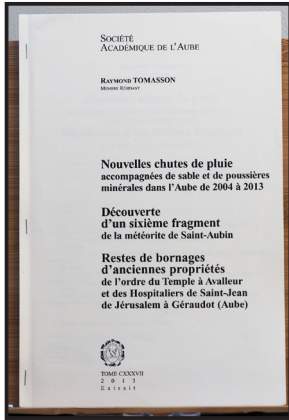 SOCIÉTÉ
ACADÉMIQUE DE L'AUBE
RAYMOND TOMASSON
MEMBRE RÉSIDANT
Nouvelles chutes de pluie
accompagnées de sable et de poussières
minérales dans l'Aube de 2004 à 2013
Découverte
d'un sixième fragment
de la météorite de Saint-Aubin
Restes de bornages
d'anciennes propriétés
de l'ordre du Temple à Avalleur
et des Hospitaliers de Saint-Jean
de Jérusalem à Géraudot (Aube)
TOME CXXXVII
2013
Extrait